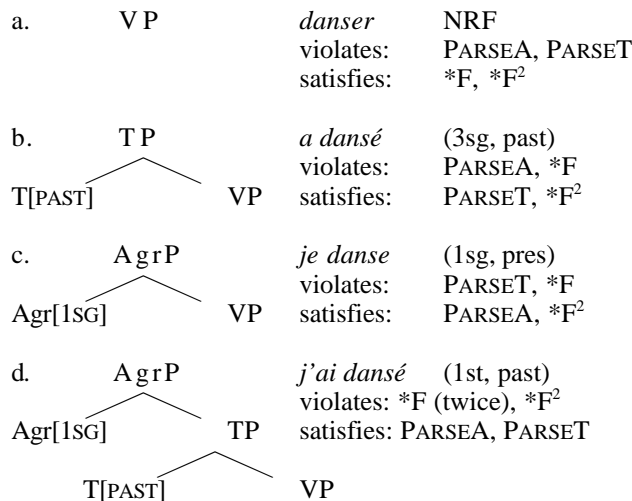 a. VP danser NRF
violates: PARSEA, PARSET
satisfies: *F, *F²
b. TP a dansé (3sg, past)
violates: PARSEA, *F
T[PAST] VP satisfies: PARSET, *F²
c. AgrP je danse (1sg, pres)
violates: PARSET, *F
Agr[1SG] VP satisfies: PARSEA, *F²
d. AgrP j'ai dansé (1st, past)
violates: *F (twice), *F²
Agr[1SG] TP satisfies: PARSEA, PARSET
T[PAST] VP